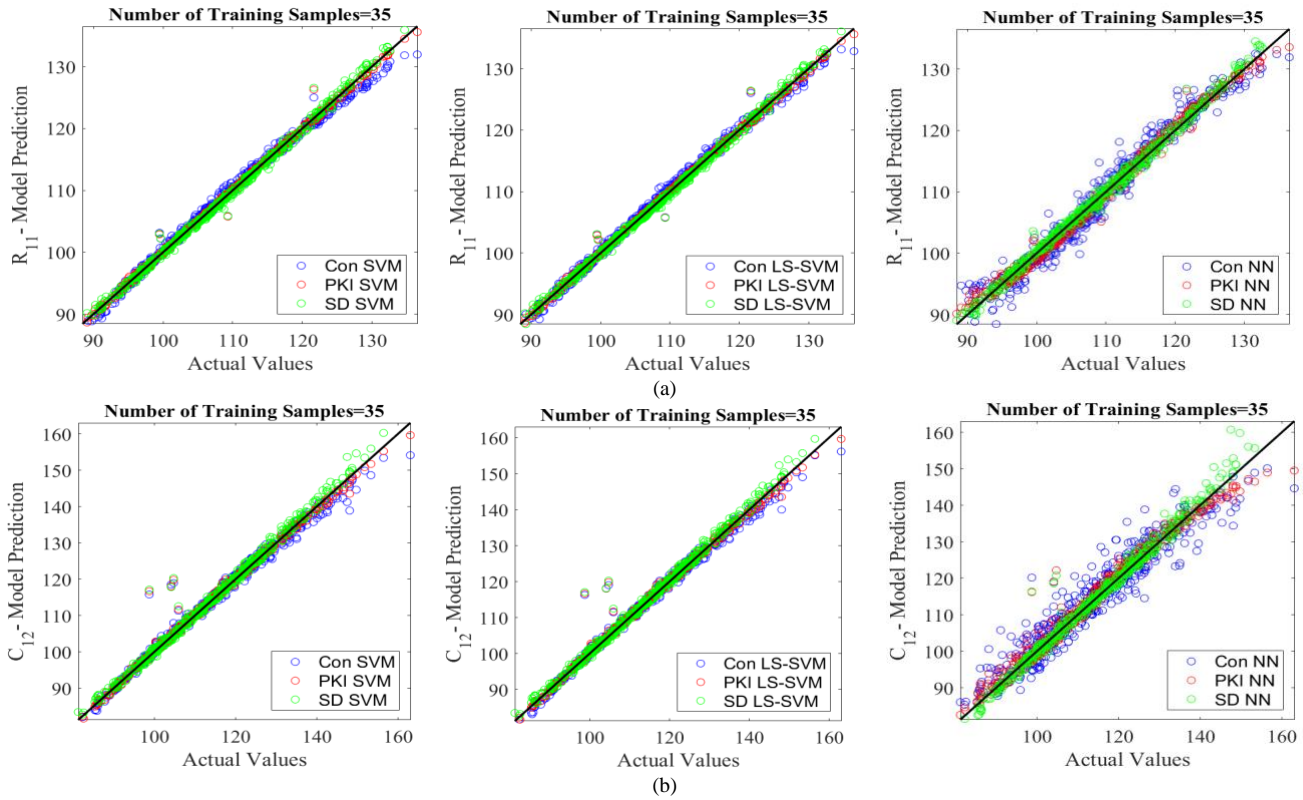 Number of Training Samples=35
R11- Model Prediction
130
120
110
100
90
90 100 110 120 130
Actual Values
Con SVM
PKI SVM
SD SVM
Number of Training Samples=35
R11- Model Prediction
130
120
110
100
90
90 100 110 120 130
Actual Values
Con LS-SVM
PKI LS-SVM
SD LS-SVM
Number of Training Samples=35
R11- Model Prediction
130
120
110
100
90
90 100 110 120 130
Actual Values
Con NN
PKI NN
SD NN
(a)
Number of Training Samples=35
C12- Model Prediction
160
150
140
130
120
110
100
90
100 120 140 160
Actual Values
Con SVM
PKI SVM
SD SVM
Number of Training Samples=35
C12- Model Prediction
160
150
140
130
120
110
100
90
100 120 140 160
Actual Values
Con LS-SVM
PKI LS-SVM
SD LS-SVM
Number of Training Samples=35
C12- Model Prediction
160
150
140
130
120
110
100
90
100 120 140 160
Actual Values
Con NN
PKI NN
SD NN
(b)